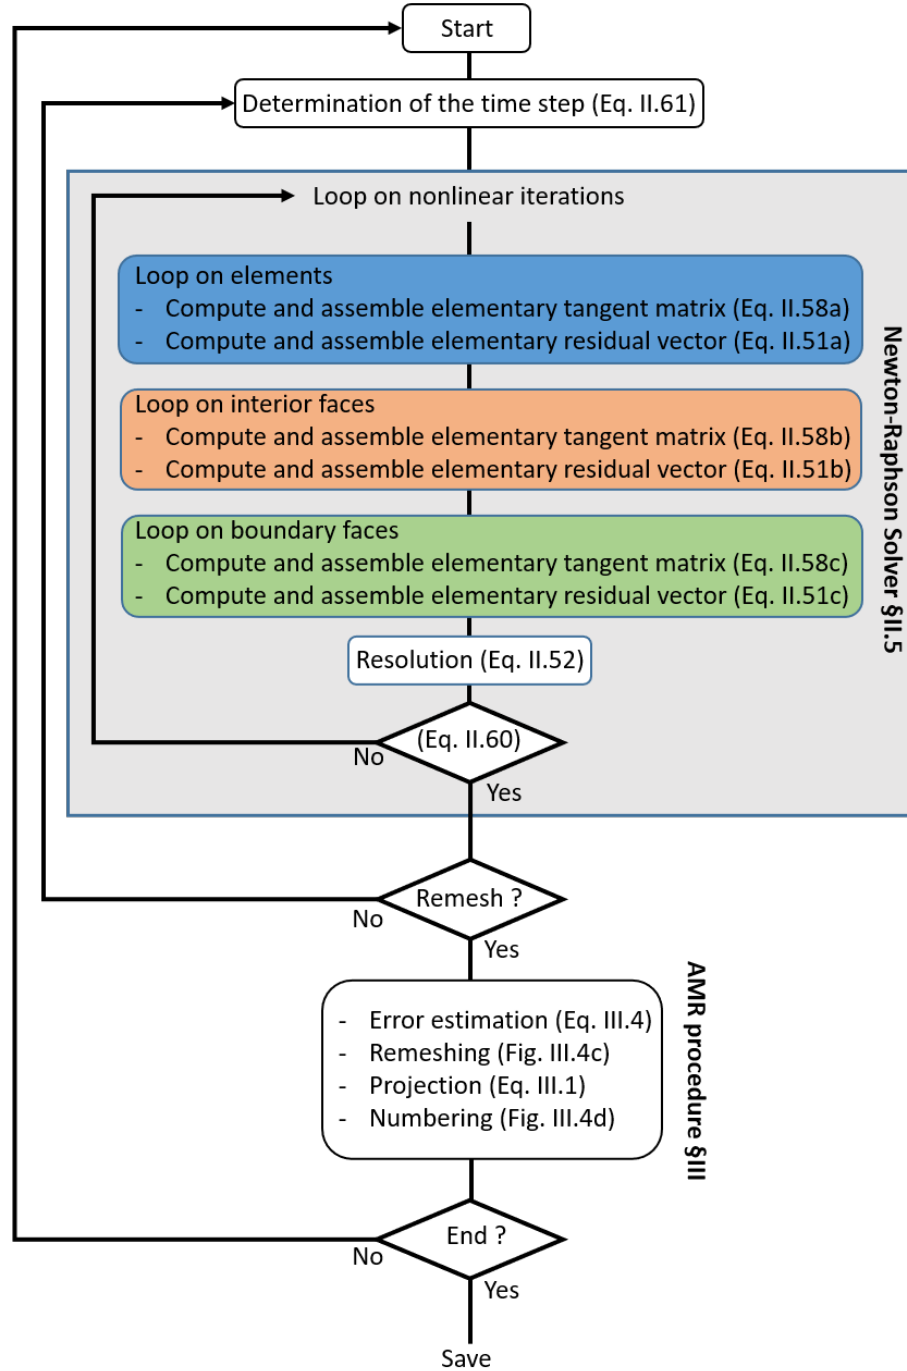 Start
Determination of the time step (Eq. II.61)
Loop on nonlinear iterations
Loop on elements
- Compute and assemble elementary tangent matrix (Eq. II.58a)
- Compute and assemble elementary residual vector (Eq. II.51a)
Loop on interior faces
- Compute and assemble elementary tangent matrix (Eq. II.58b)
- Compute and assemble elementary residual vector (Eq. II.51b)
Loop on boundary faces
- Compute and assemble elementary tangent matrix (Eq. II.58c)
- Compute and assemble elementary residual vector (Eq. II.51c)
Newton-Raphson Solver §II.5
Resolution (Eq. II.52)
(Eq. II.60)
No
Yes
Remesh ?
No
Yes
- Error estimation (Eq. III.4)
- Remeshing (Fig. III.4c)
- Projection (Eq. III.1)
- Numbering (Fig. III.4d)
AMR procedure §III
End ?
No
Yes
Save